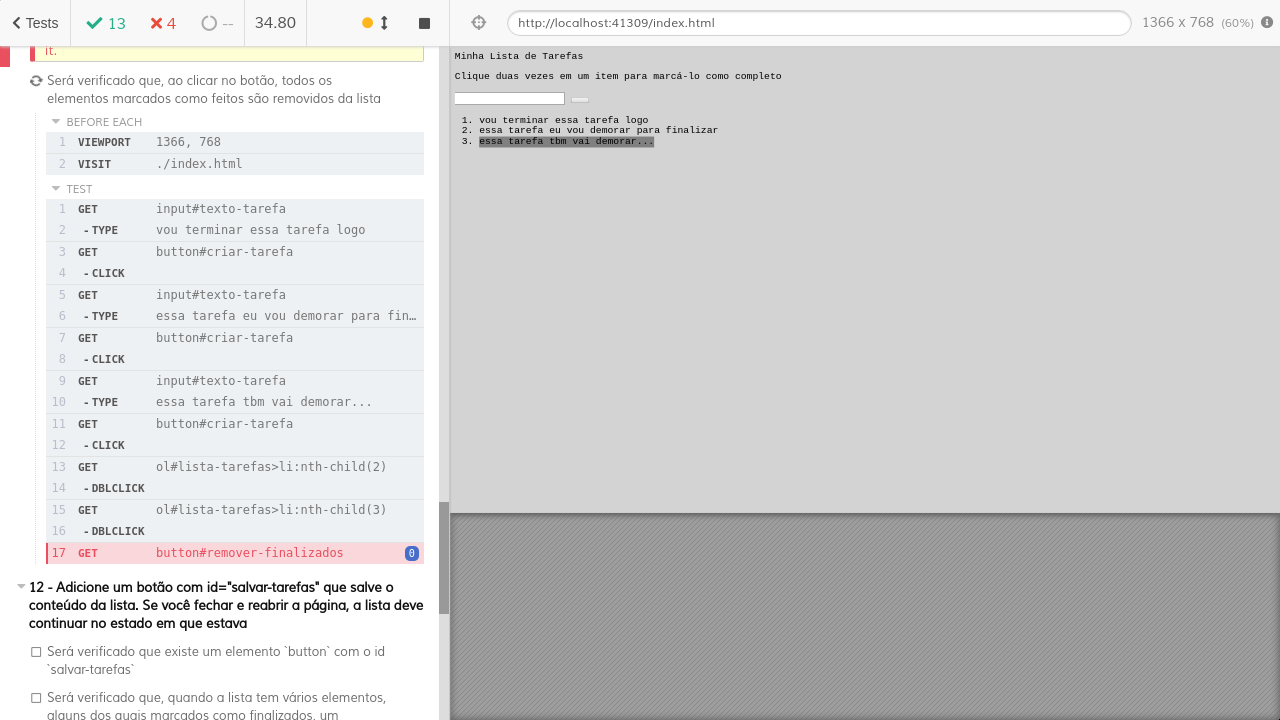 Tests
13
4
--
34.80
http://localhost:41309/index.html
1366 x 768 (60%)
it.
Será verificado que, ao clicar no botão, todos os
elementos marcados como feitos são removidos da lista
BEFORE EACH
1 VIEWPORT 1366, 768
2 VISIT ./index.html
TEST
1 GET input#texto-tarefa
2 -TYPE vou terminar essa tarefa logo
3 GET button#criar-tarefa
4 -CLICK
5 GET input#texto-tarefa
6 -TYPE essa tarefa eu vou demorar para fin…
7 GET button#criar-tarefa
8 -CLICK
9 GET input#texto-tarefa
10 -TYPE essa tarefa tbm vai demorar...
11 GET button#criar-tarefa
12 -CLICK
13 GET ol#lista-tarefas>li:nth-child(2)
14 -DBLCLICK
15 GET ol#lista-tarefas>li:nth-child(3)
16 -DBLCLICK
17 GET button#remover-finalizados 0
12 - Adicione um botão com id="salvar-tarefas" que salve o
conteúdo da lista. Se você fechar e reabrir a página, a lista deve
continuar no estado em que estava
Será verificado que existe um elemento `button` com o id
`salvar-tarefas`
Será verificado que, quando a lista tem vários elementos,
alguns dos quais marcados como finalizados, um
Minha Lista de Tarefas
Clique duas vezes em um item para marcá-lo como completo
1. vou terminar essa tarefa logo
2. essa tarefa eu vou demorar para finalizar
3. essa tarefa tbm vai demorar...